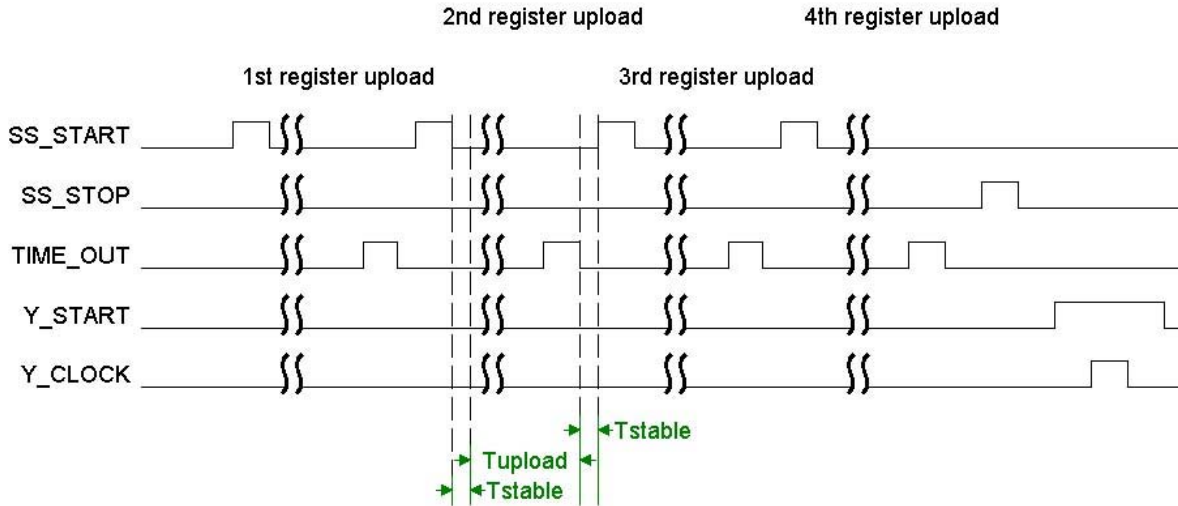 2nd register upload
4th register upload
1st register upload
3rd register upload
SS_START
SS_STOP
TIME_OUT
Y_START
Y_CLOCK
Tstable
Tupload
Tstable